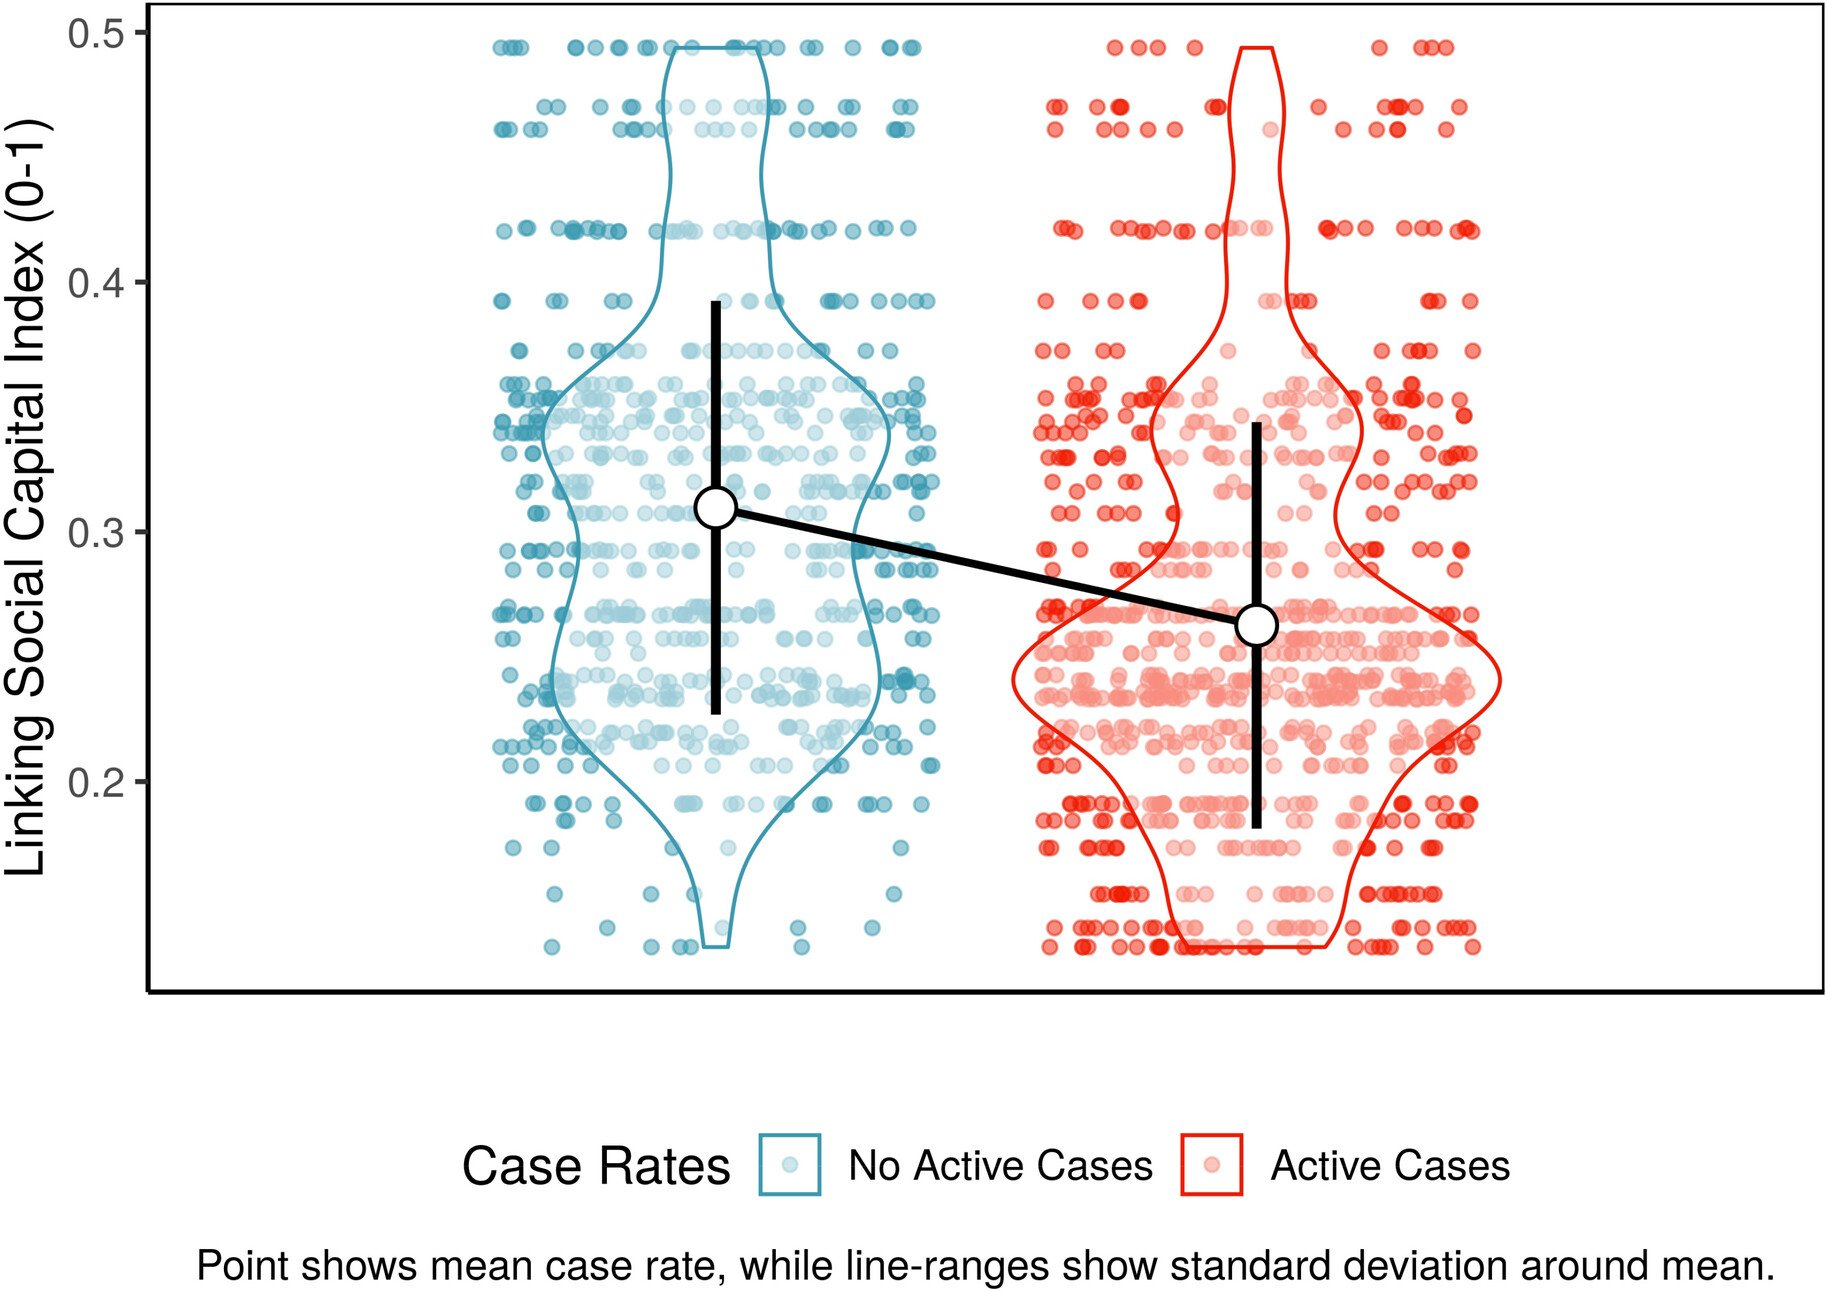 Linking Social Capital Index (0-1)
0.5
0.4
0.3
0.2
Case Rates No Active Cases Active Cases
Point shows mean case rate, while line-ranges show standard deviation around mean.